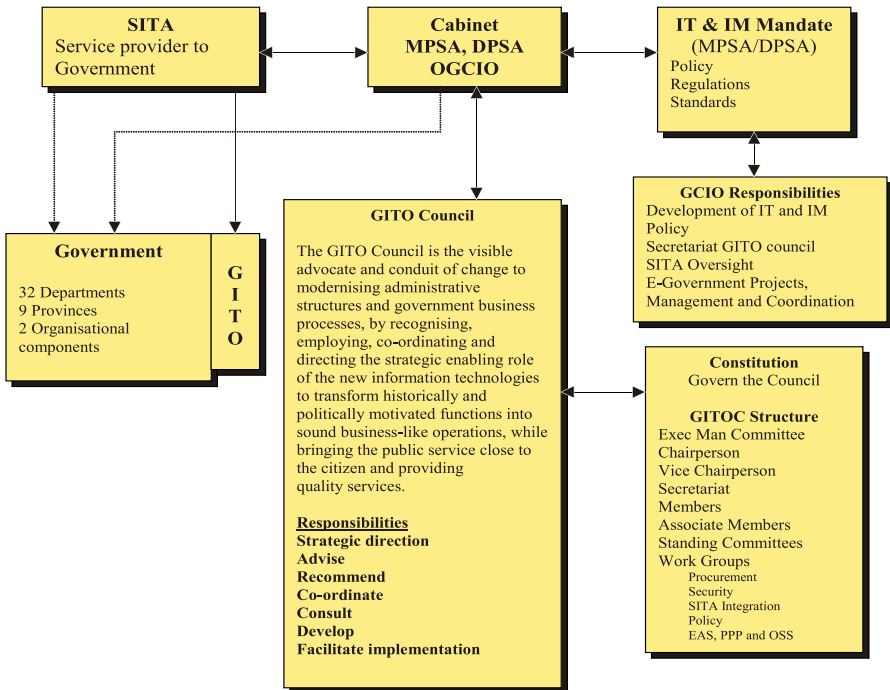 SITA
Service provider to
Government
Cabinet
MPSA, DPSA
OGCIO
IT & IM Mandate
(MPSA/DPSA)
Policy
Regulations
Standards
GCIO Responsibilities
Development of IT and IM
Policy
Secretariat GITO council
SITA Oversight
E-Government Projects,
Management and Coordination
Government
32 Departments
9 Provinces
2 Organisational
components
G
I
T
O
GITO Council
The GITO Council is the visible
advocate and conduit of change to
modernising administrative
structures and government business
processes, by recognising,
employing, co-ordinating and
directing the strategic enabling role
of the new information technologies
to transform historically and
politically motivated functions into
sound business-like operations, while
bringing the public service close to
the citizen and providing
quality services.
Responsibilities
Strategic direction
Advise
Recommend
Co-ordinate
Consult
Develop
Facilitate implementation
Constitution
Govern the Council
GITOC Structure
Exec Man Committee
Chairperson
Vice Chairperson
Secretariat
Members
Associate Members
Standing Committees
Work Groups
Procurement
Security
SITA Integration
Policy
EAS, PPP and OSS